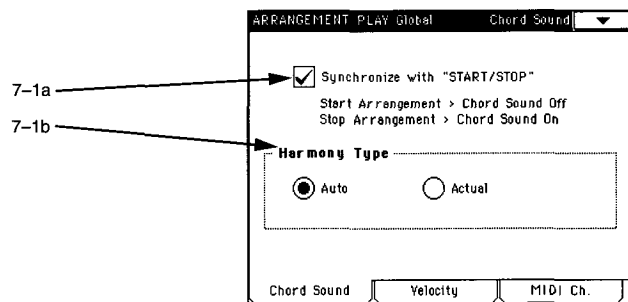 ARRANGEMENT PLAY Global Chord Sound
7-1a
Synchronize with "START/STOP"
Start Arrangement > Chord Sound Off
Stop Arrangement > Chord Sound On
7-1b
Harmony Type
Auto Actual
Chord Sound Velocity MIDI Ch.